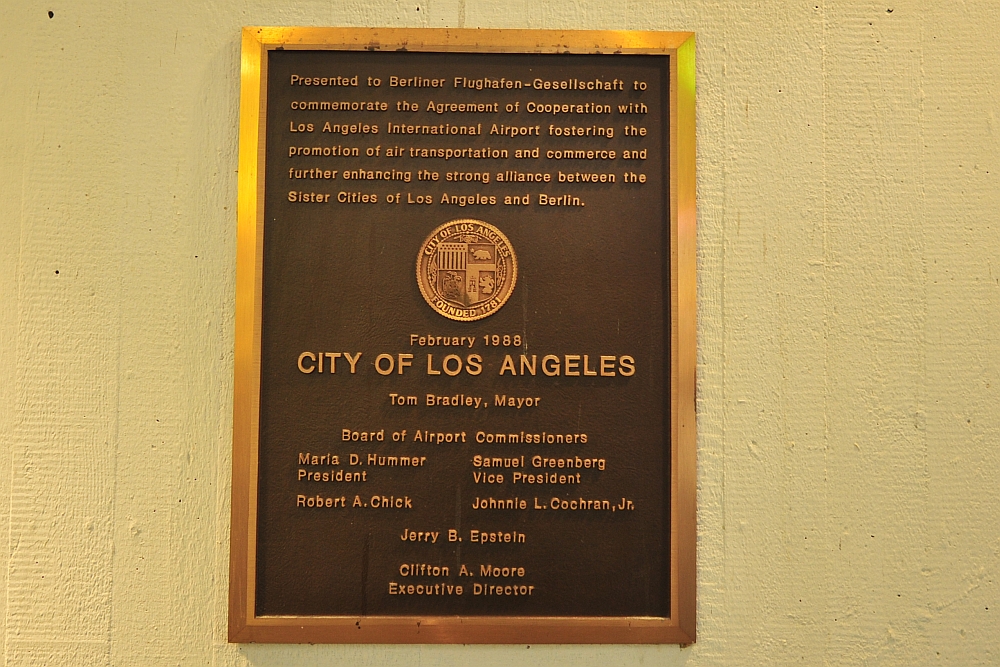 Presented to Berliner Flughafen-Gesellschaft to
commemorate the Agreement of Cooperation with
Los Angeles International Airport fostering the
promotion of air transportation and commerce and
further enhancing the strong alliance between the
Sister Cities of Los Angeles and Berlin.
CITY OF LOS ANGELES
FOUNDED 1781
February 1988
CITY OF LOS ANGELES
Tom Bradley, Mayor
Board of Airport Commissioners
Maria D. Hummer Samuel Greenberg
President Vice President
Robert A. Chick Johnnie L. Cochran, Jr.
Jerry B. Epstein
Clifton A. Moore
Executive Director